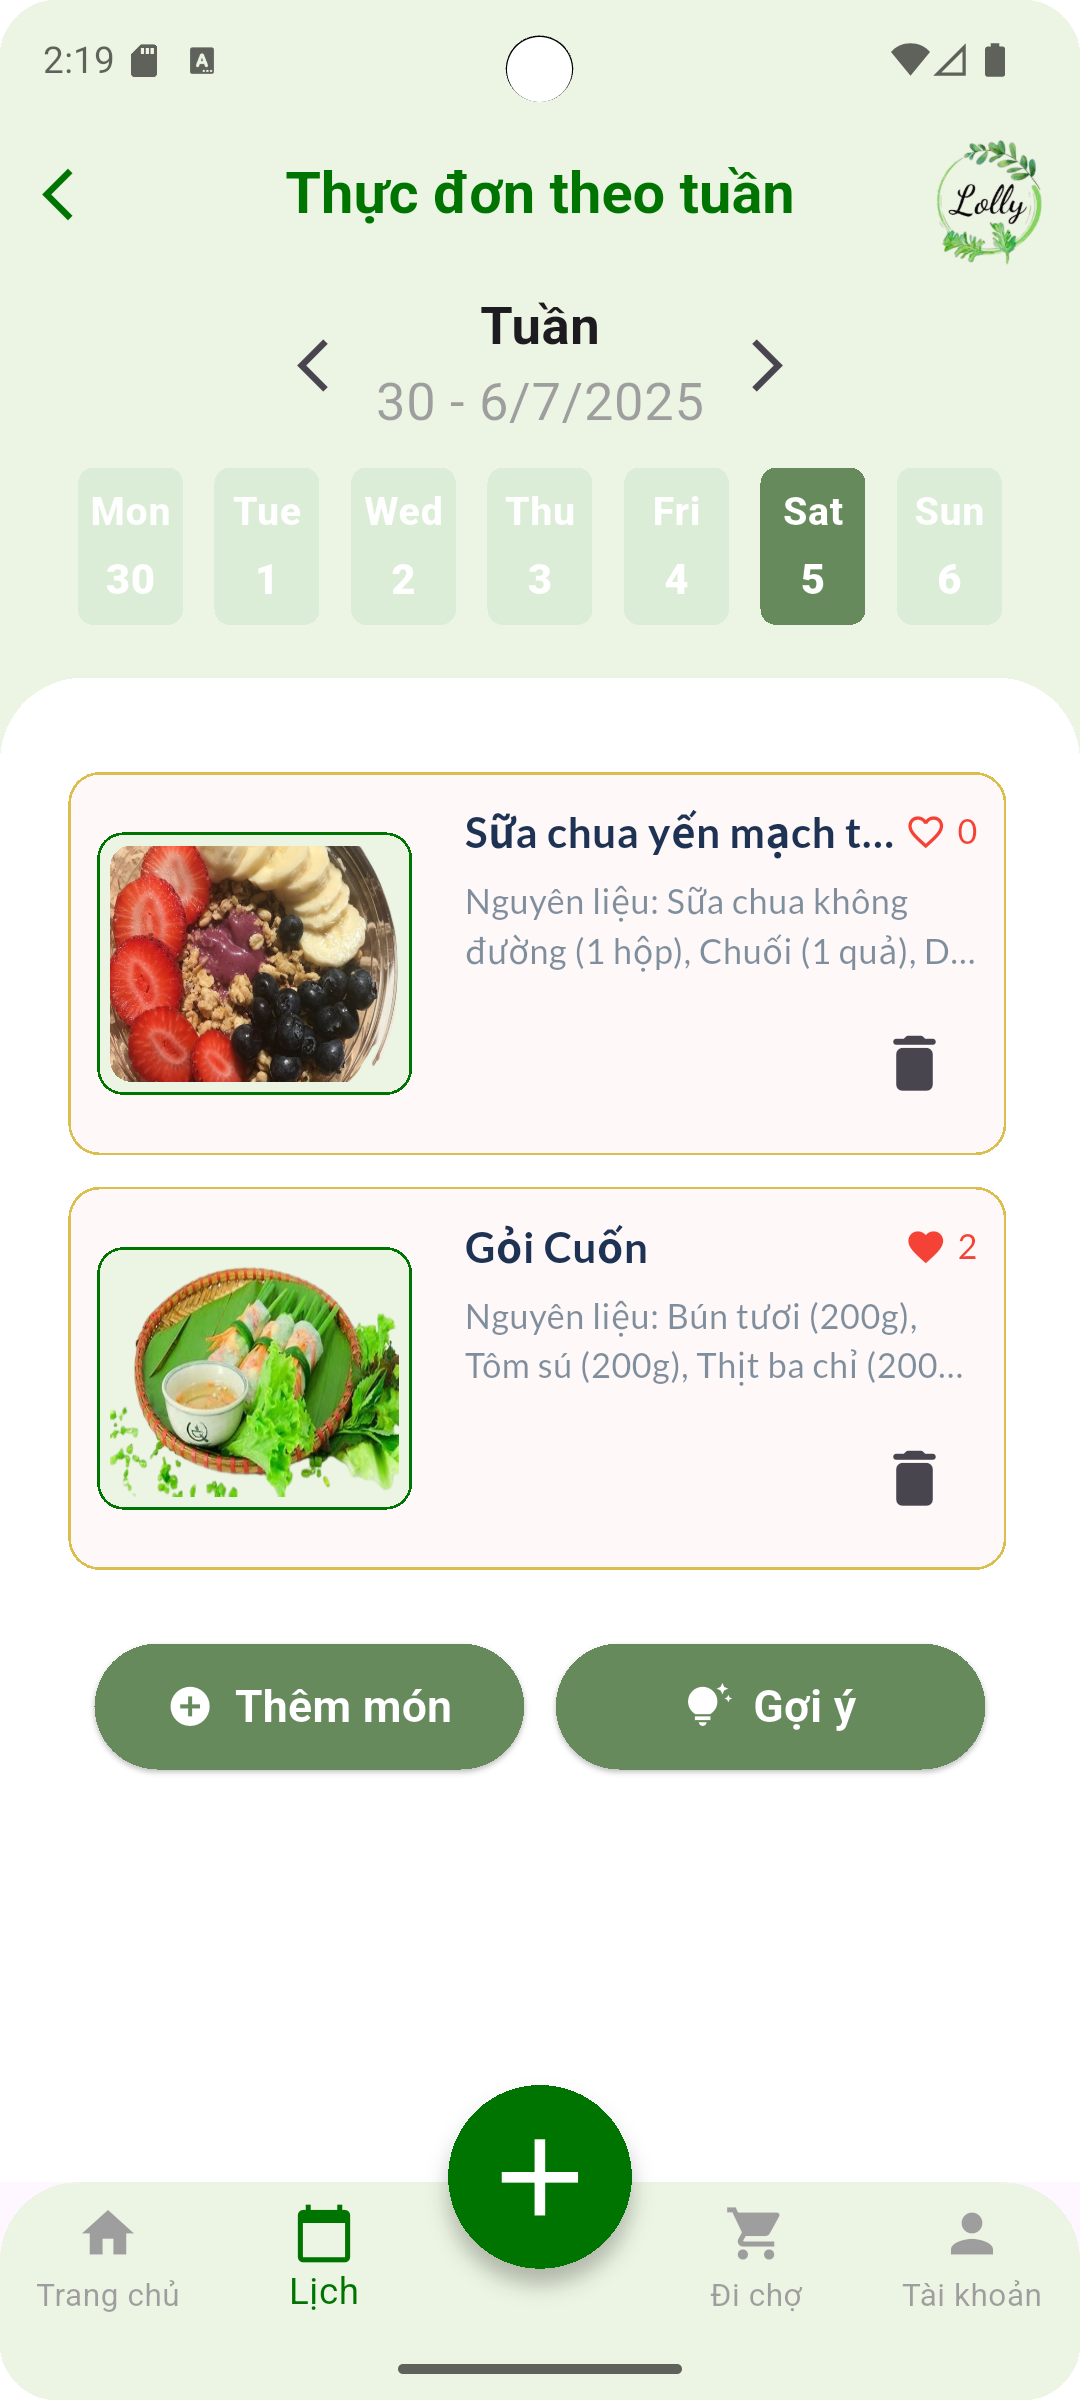 2:19
Thực đơn theo tuần
Lolly
Tuần
30 - 6/7/2025
Mon Tue Wed Thu Fri Sat Sun
30 1 2 3 4 5 6
Sữa chua yến mạch t... 0
Nguyên liệu: Sữa chua không
đường (1 hộp), Chuối (1 quả), D...
Gỏi Cuốn 2
Nguyên liệu: Bún tươi (200g),
Tôm sú (200g), Thịt ba chỉ (200...
Thêm món Gợi ý
Trang chủ Lịch Đi chợ Tài khoản